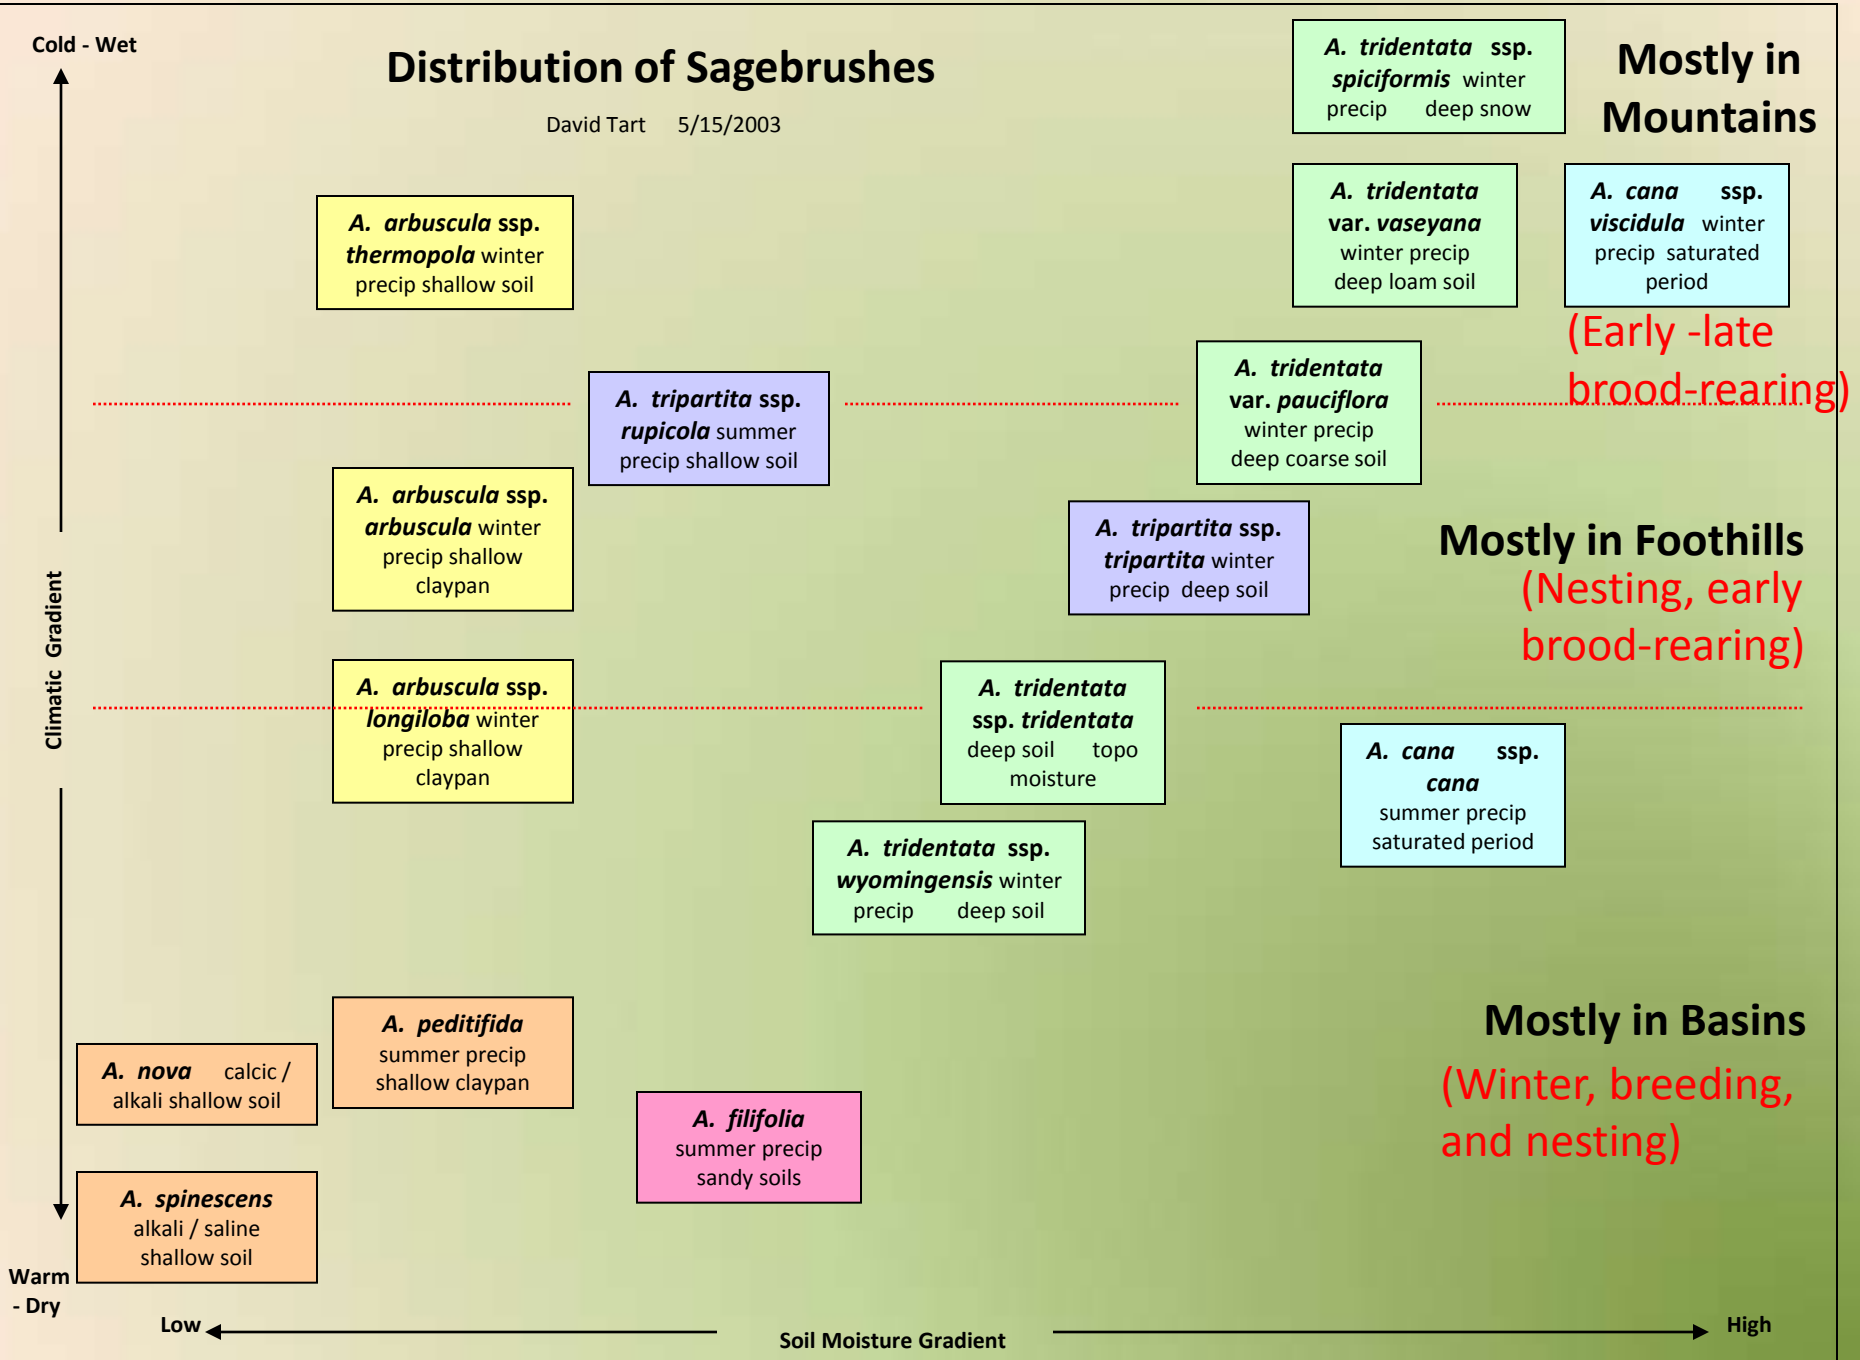 Cold - Wet
Distribution of Sagebrushes
David Tart 5/15/2003
A. tridentata ssp.
spiciformis winter
precip deep snow
Mostly in
Mountains
A. tridentata
var. vaseyana
winter precip
deep loam soil
A. cana ssp.
viscidula winter
precip saturated
period
A. arbuscula ssp.
thermopola winter
precip shallow soil
(Early -late
brood-rearing)
A. tridentata
var. pauciflora
winter precip
deep coarse soil
A. tripartita ssp.
rupicola summer
precip shallow soil
A. arbuscula ssp.
arbuscula winter
precip shallow
claypan
A. tripartita ssp.
tripartita winter
precip deep soil
Mostly in Foothills
(Nesting, early
brood-rearing)
Climatic Gradient
A. arbuscula ssp.
longiloba winter
precip shallow
claypan
A. tridentata
ssp. tridentata
deep soil topo
moisture
A. cana ssp.
cana
summer precip
saturated period
A. tridentata ssp.
wyomingensis winter
precip deep soil
A. peditifida
summer precip
shallow claypan
Mostly in Basins
(Winter, breeding,
and nesting)
A. nova calcic /
alkali shallow soil
A. filifolia
summer precip
sandy soils
A. spinescens
alkali / saline
shallow soil
Warm
- Dry
Low
Soil Moisture Gradient
High